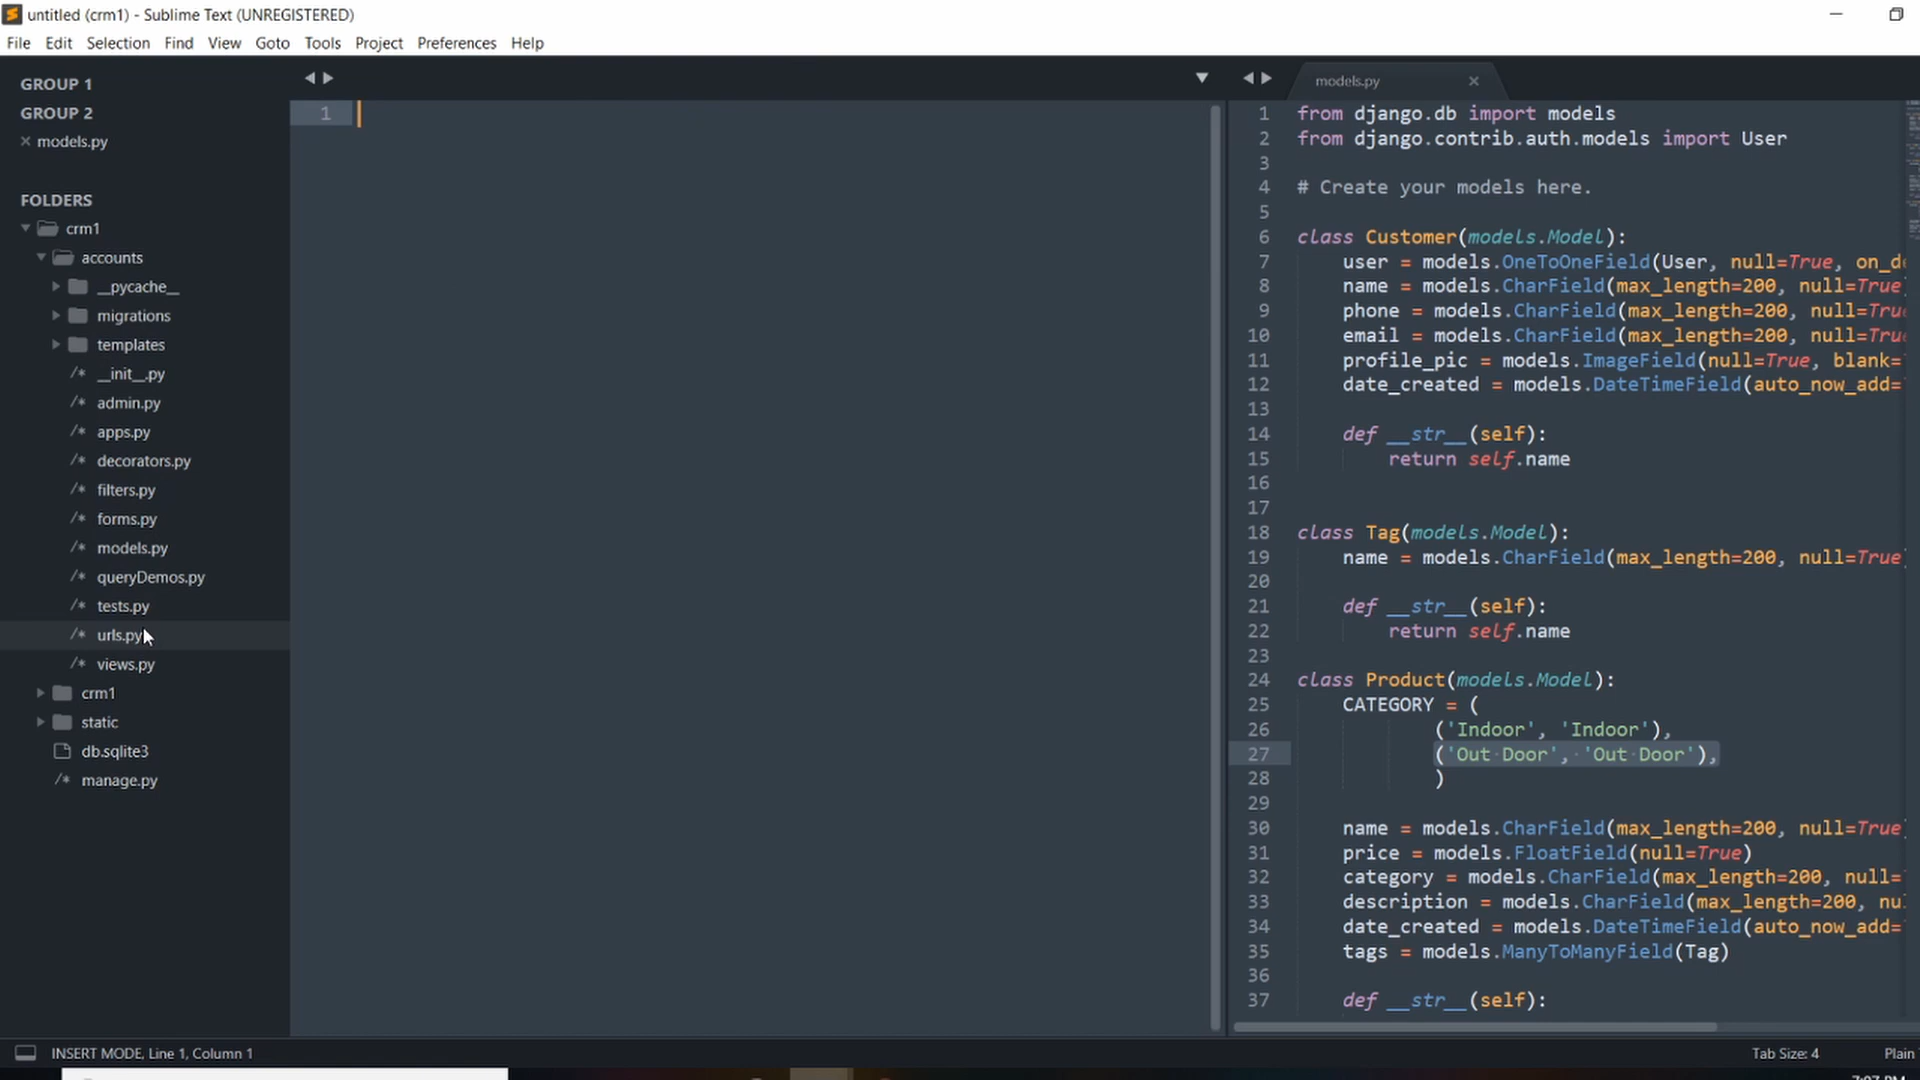 untitled (crm1) - Sublime Text (UNREGISTERED)
File Edit Selection Find View Goto Tools Project Preferences Help
GROUP 1
GROUP 2
models.py
FOLDERS
crm1
accounts
__pycache__
migrations
templates
/* __init__.py
/* admin.py
/* apps.py
/* decorators.py
/* filters.py
/* forms.py
/* models.py
/* queryDemos.py
/* tests.py
/* urls.py
/* views.py
crm1
static
db.sqlite3
/* manage.py
1
models.py
1 from django.db import models
2 from django.contrib.auth.models import User
3
4 # Create your models here.
5
6 class Customer(models.Model):
7 user = models.OneToOneField(User, null=True, on_de
8 name = models.CharField(max_length=200, null=True)
9 phone = models.CharField(max_length=200, null=Tru
10 email = models.CharField(max_length=200, null=Tru
11 profile_pic = models.ImageField(null=True, blank=
12 date_created = models.DateTimeField(auto_now_add=
13
14 def __str__(self):
15 return self.name
16
17
18 class Tag(models.Model):
19 name = models.CharField(max_length=200, null=True)
20
21 def __str__(self):
22 return self.name
23
24 class Product(models.Model):
25 CATEGORY = (
26 ('Indoor', 'Indoor'),
27 ('Out Door', 'Out Door'),
28 )
29
30 name = models.CharField(max_length=200, null=True)
31 price = models.FloatField(null=True)
32 category = models.CharField(max_length=200, null=
33 description = models.CharField(max_length=200, nu
34 date_created = models.DateTimeField(auto_now_add=
35 tags = models.ManyToManyField(Tag)
36
37 def __str__(self):
INSERT MODE, Line 1, Column 1
Tab Size: 4
Plain